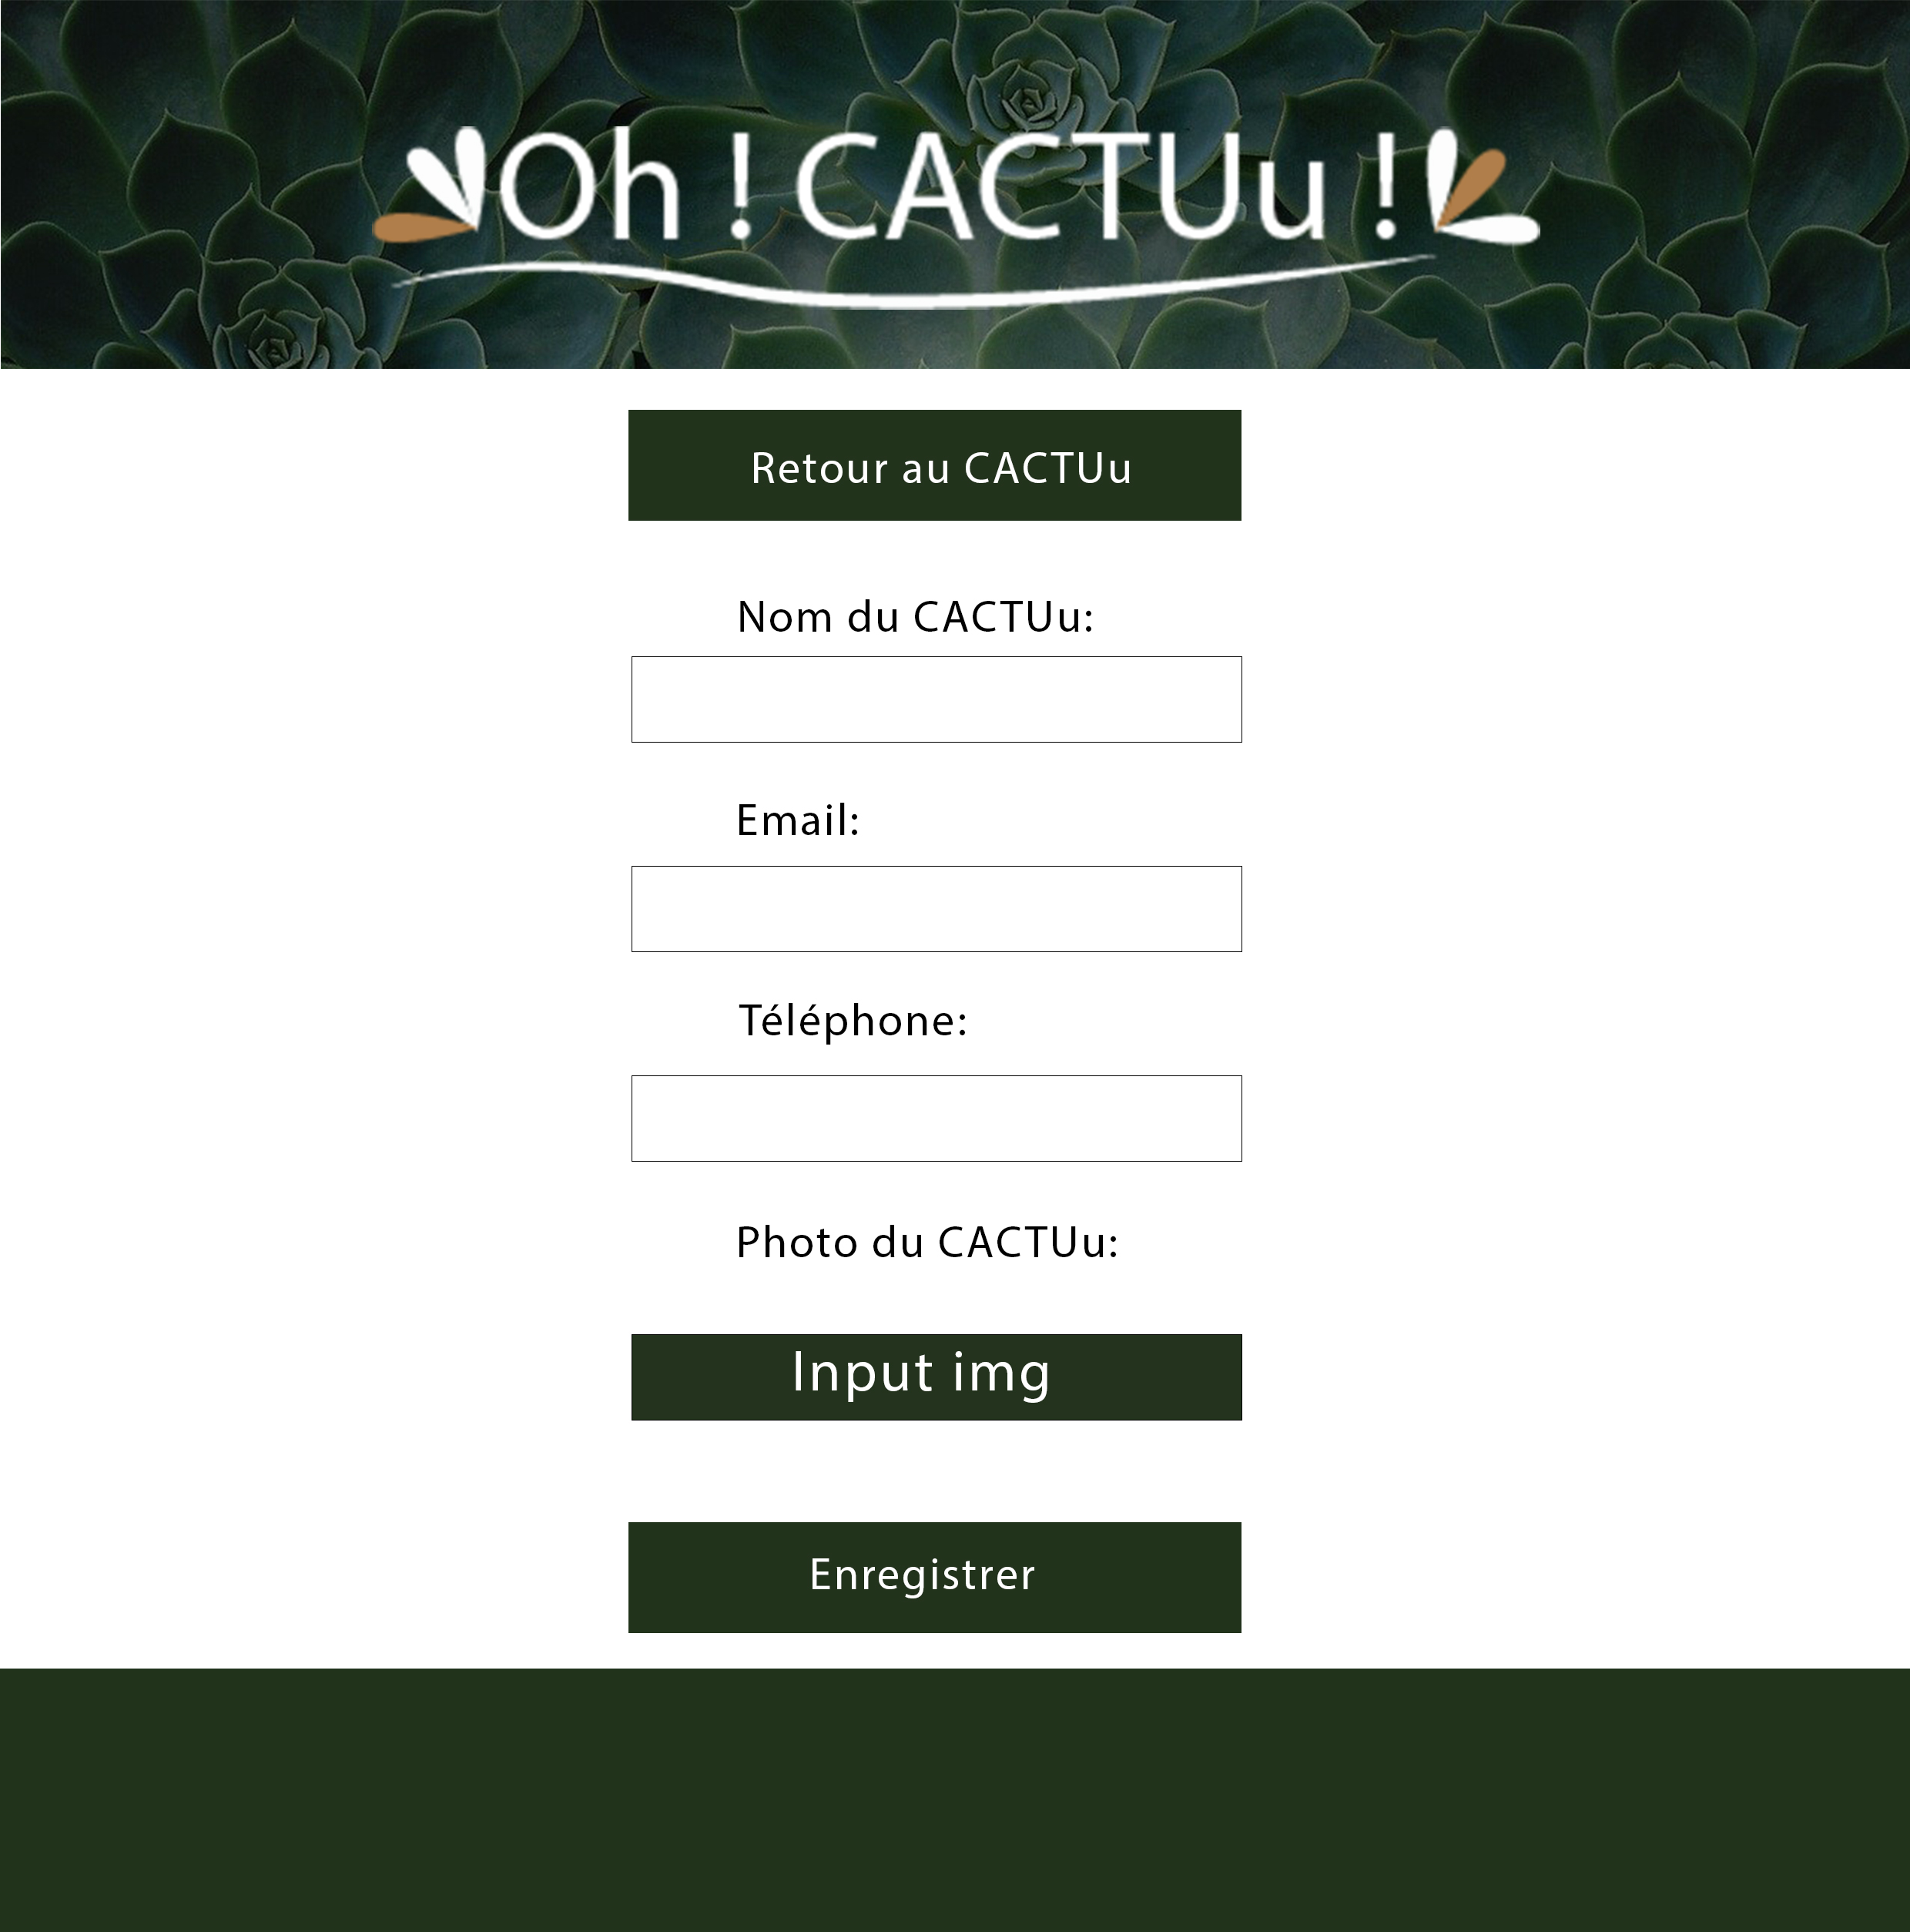 Oh ! CACTUu !
Retour au CACTUu
Nom du CACTUu:
Email:
Téléphone:
Photo du CACTUu:
Input img
Enregistrer